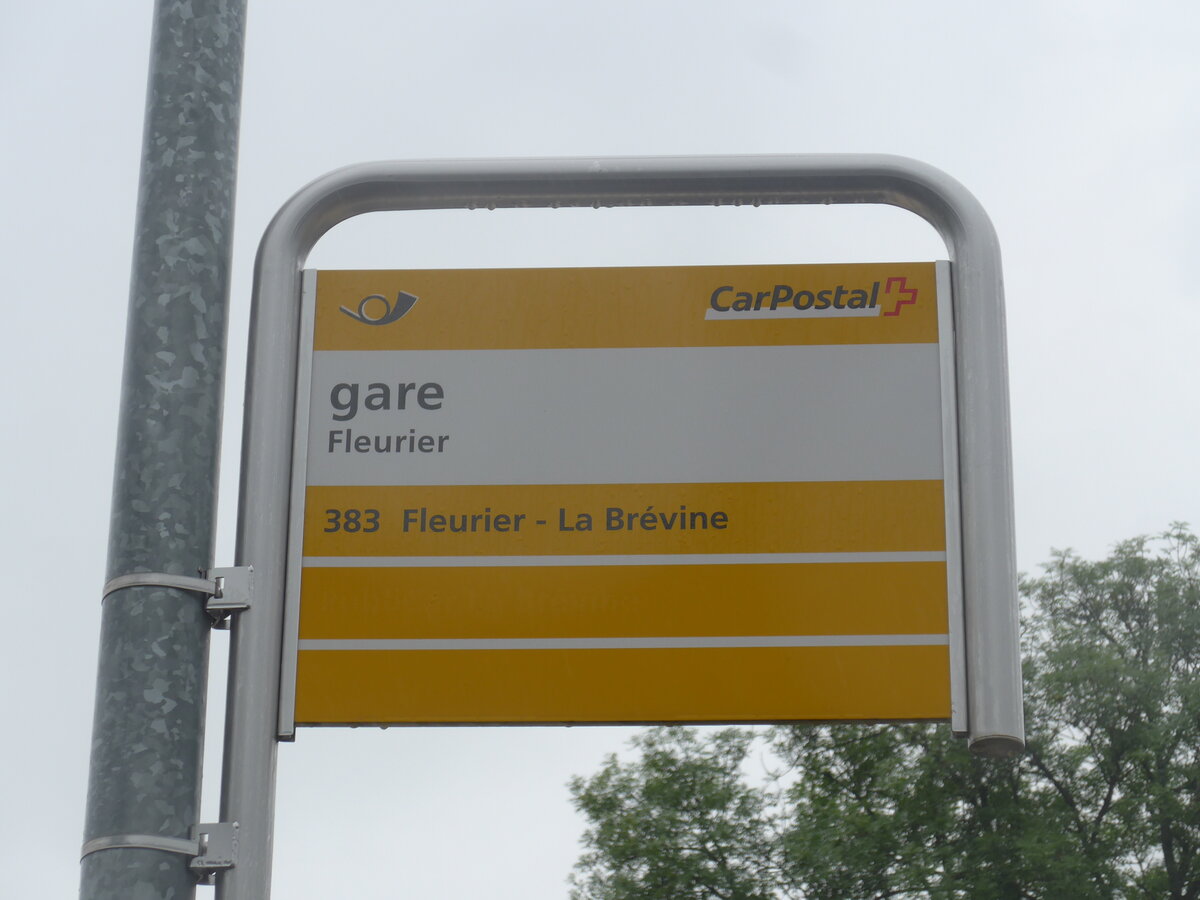 CarPostal
gare
Fleurier
383 Fleurier - La Brévine